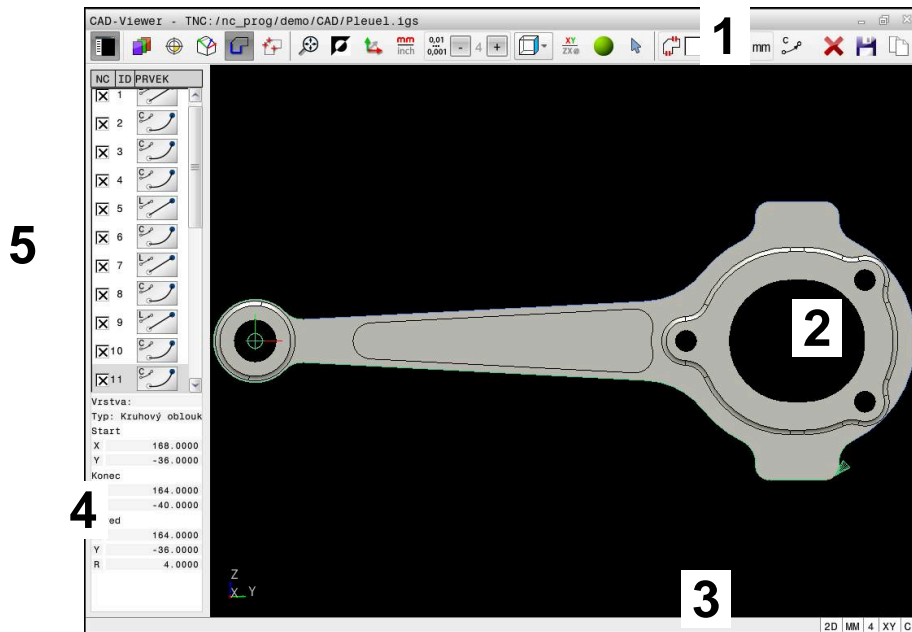 CAD-Viewer - TNC:/nc_prog/demo/CAD/Pleuel.igs
mm
inch
0,01
0,001
- 4 +
XY
ZX⌀
1
mm
C
NC ID PRVEK
1
2 C
3 C
4 C
5 L
6 C
7 L
8 C
9 L
10 C
11 C
5
2
Vrstva:
Typ: Kruhový oblouk
Start
X 168.0000
Y -36.0000
Konec
164.0000
-40.0000
4
ed
164.0000
Y -36.0000
R 4.0000
Z
X Y
3
2D MM 4 XY C